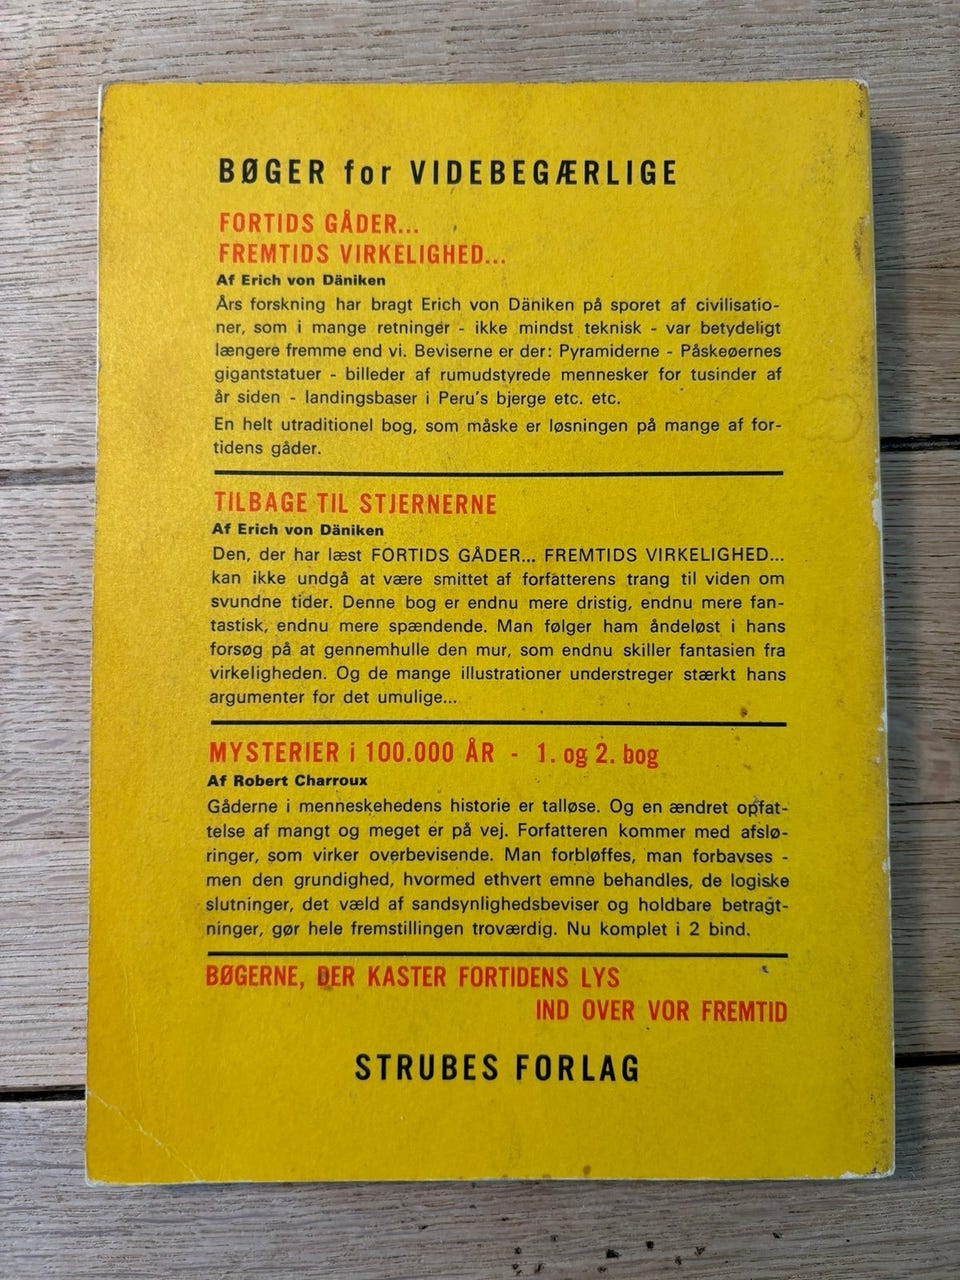 BØGER for VIDEBEGÆRLIGE
FORTIDS GÅDER...
FREMTIDS VIRKELIGHED...
Af Erich von Däniken
Års forskning har bragt Erich von Däniken på sporet af civilisatio-
ner, som i mange retninger - ikke mindst teknisk - var betydeligt
længere fremme end vi. Beviserne er der: Pyramiderne - Påskeøernes
gigantstatuer - billeder af rumudstyrede mennesker for tusinder af
år siden - landingsbaser i Peru's bjerge etc. etc.
En helt utraditionel bog, som måske er løsningen på mange af for-
tidens gåder.
TILBAGE TIL STJERNERNE
Af Erich von Däniken
Den, der har læst FORTIDS GÅDER... FREMTIDS VIRKELIGHED...
kan ikke undgå at være smittet af forfatterens trang til viden om
svundne tider. Denne bog er endnu mere dristig, endnu mere fan-
tastisk, endnu mere spændende. Man følger ham åndeløst i hans
forsøg på at gennemhulle den mur, som endnu skiller fantasien fra
virkeligheden. Og de mange illustrationer understreger stærkt hans
argumenter for det umulige...
MYSTERIER i 100.000 ÅR - 1. og 2. bog
Af Robert Charroux
Gåderne i menneskehedens historie er talløse. Og en ændret opfat-
telse af mangt og meget er på vej. Forfatteren kommer med afslø-
ringer, som virker overbevisende. Man forbløffes, man forbavses -
men den grundighed, hvormed ethvert emne behandles, de logiske
slutninger, det væld af sandsynlighedsbeviser og holdbare betragt-
ninger, gør hele fremstillingen troværdig. Nu komplet i 2 bind.
BØGERNE, DER KASTER FORTIDENS LYS
IND OVER VOR FREMTID
STRUBES FORLAG